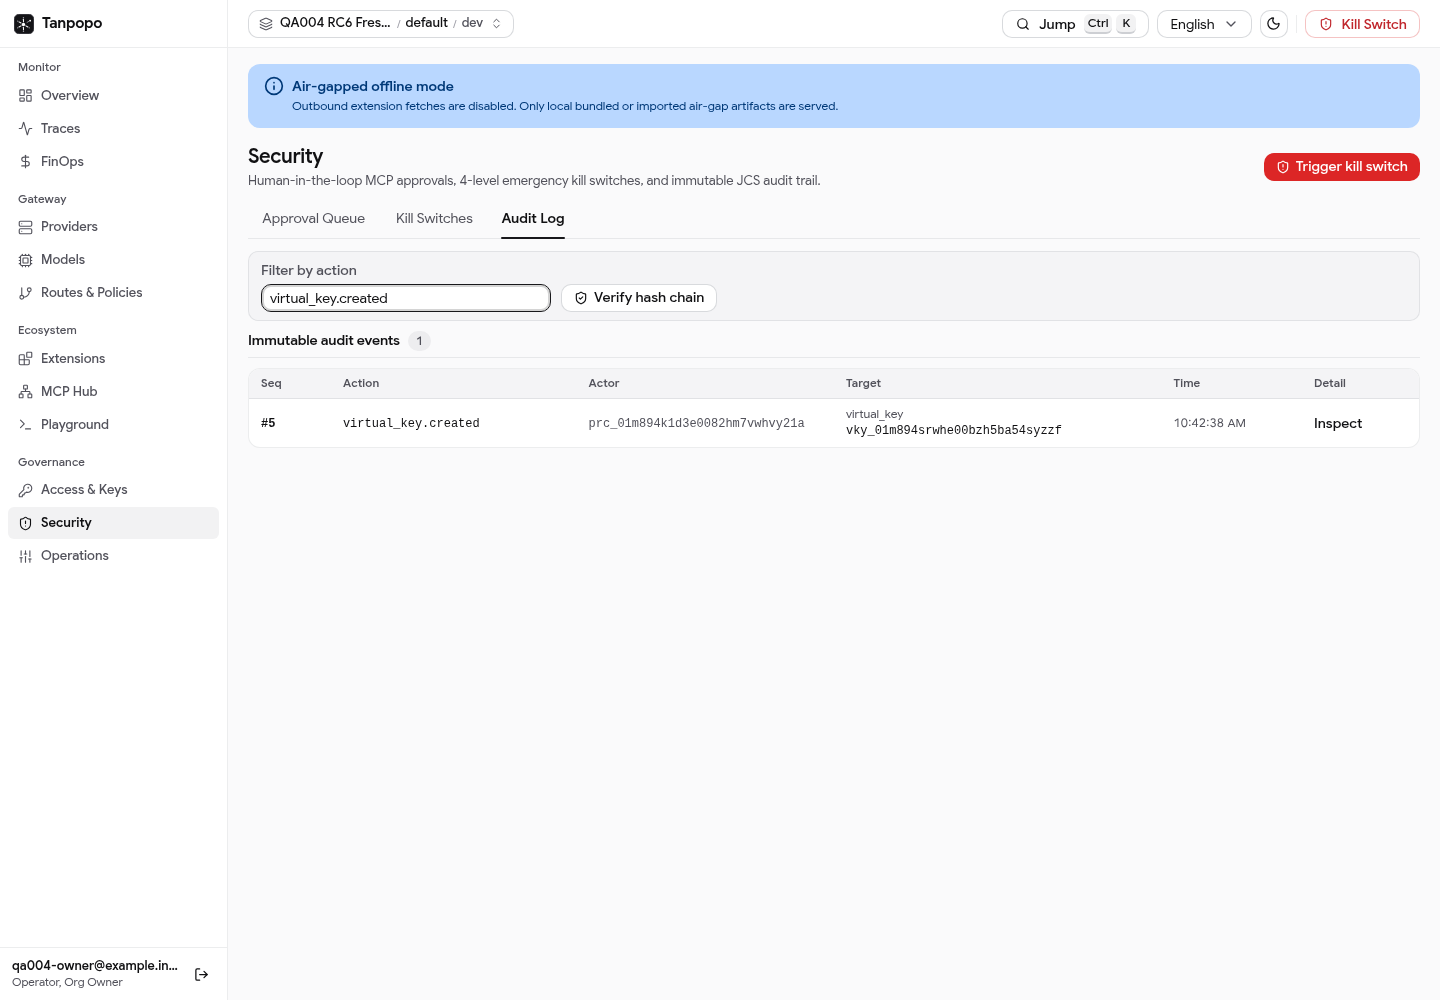 Tanpopo
QA004 RC6 Fres... / default / dev
Jump Ctrl K
English
Kill Switch
Monitor
Overview
Traces
FinOps
Gateway
Providers
Models
Routes & Policies
Ecosystem
Extensions
MCP Hub
Playground
Governance
Access & Keys
Security
Operations
qa004-owner@example.in...
Operator, Org Owner
Air-gapped offline mode
Outbound extension fetches are disabled. Only local bundled or imported air-gap artifacts are served.
Security
Human-in-the-loop MCP approvals, 4-level emergency kill switches, and immutable JCS audit trail.
Trigger kill switch
Approval Queue Kill Switches Audit Log
Filter by action
virtual_key.created
Verify hash chain
Immutable audit events 1
Seq Action Actor Target Time Detail
#5 virtual_key.created prc_01m894k1d3e0082hm7vwhvy21a virtual_key 10:42:38 AM Inspect
vky_01m894srwhe00bzh5ba54syzzf